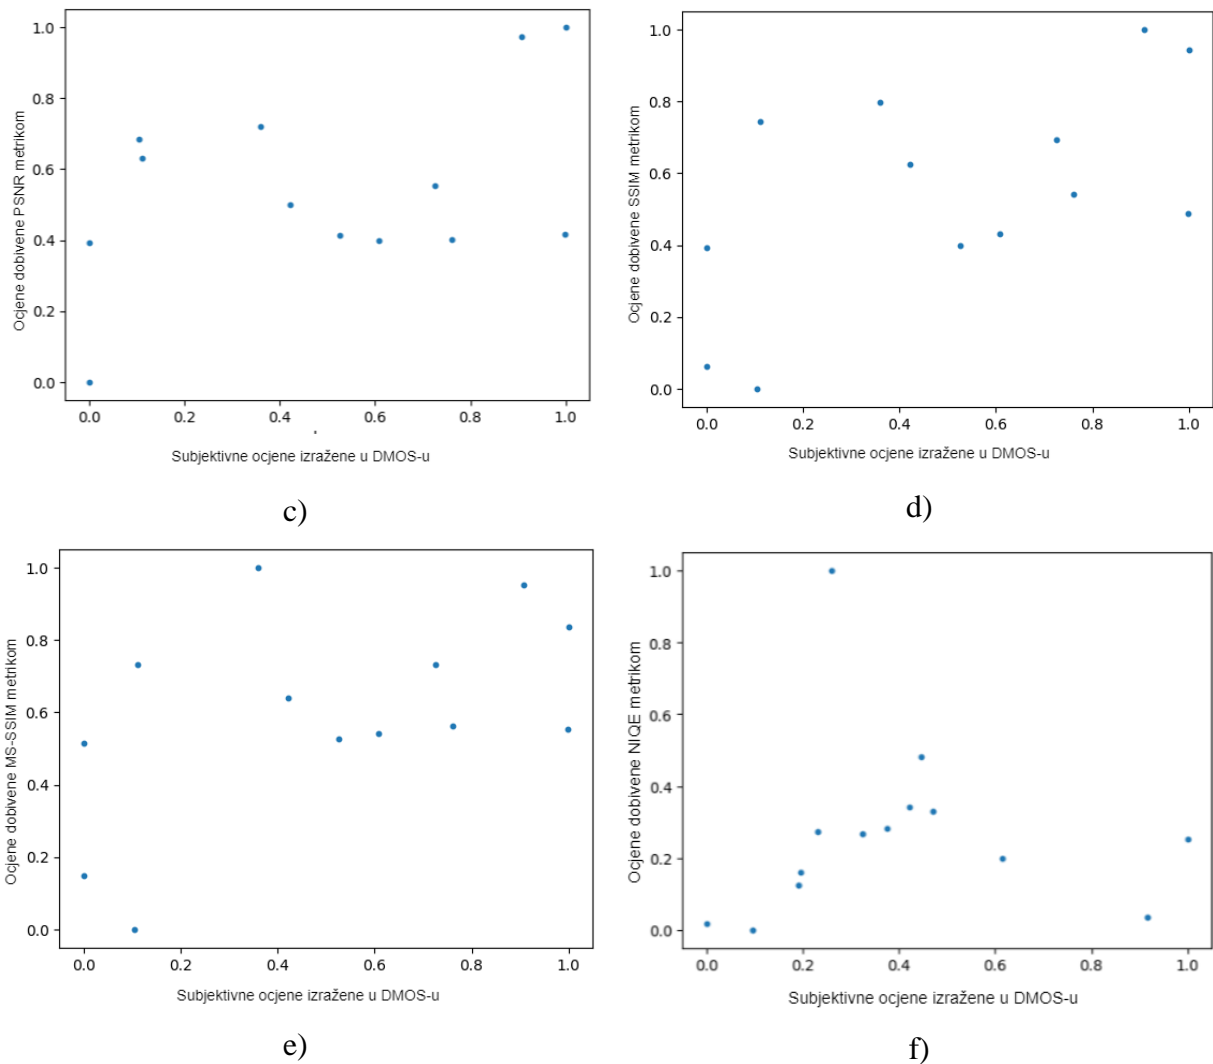 Ocjene dobivene PSNR metrikom
1.0
0.8
0.6
0.4
0.2
0.0
0.0 0.2 0.4 0.6 0.8 1.0
Subjektivne ocjene izražene u DMOS-u
c)
Ocjene dobivene SSIM metrikom
1.0
0.8
0.6
0.4
0.2
0.0
0.0 0.2 0.4 0.6 0.8 1.0
Subjektivne ocjene izražene u DMOS-u
d)
Ocjene dobivene MS-SSIM metrikom
1.0
0.8
0.6
0.4
0.2
0.0
0.0 0.2 0.4 0.6 0.8 1.0
Subjektivne ocjene izražene u DMOS-u
e)
Ocjene dobivene NIQE metrikom
1.0
0.8
0.6
0.4
0.2
0.0
0.0 0.2 0.4 0.6 0.8 1.0
Subjektivne ocjene izražene u DMOS-u
f)